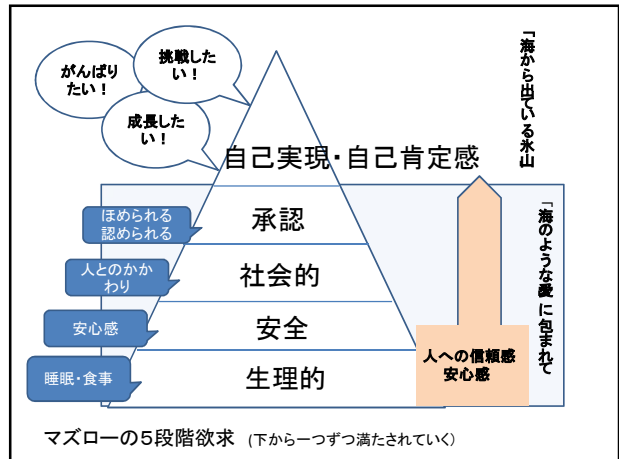 挑戦した
い！
がんばり
たい！
成長した
い！
自己実現・自己肯定感
「海から出ている氷山」
ほめられる
認められる
承認
人とのかか
わり
社会的
安心感
安全
睡眠・食事
生理的
人への信頼感
安心感
「海のような愛」に包まれて
マズローの５段階欲求 (下から一つずつ満たされていく)